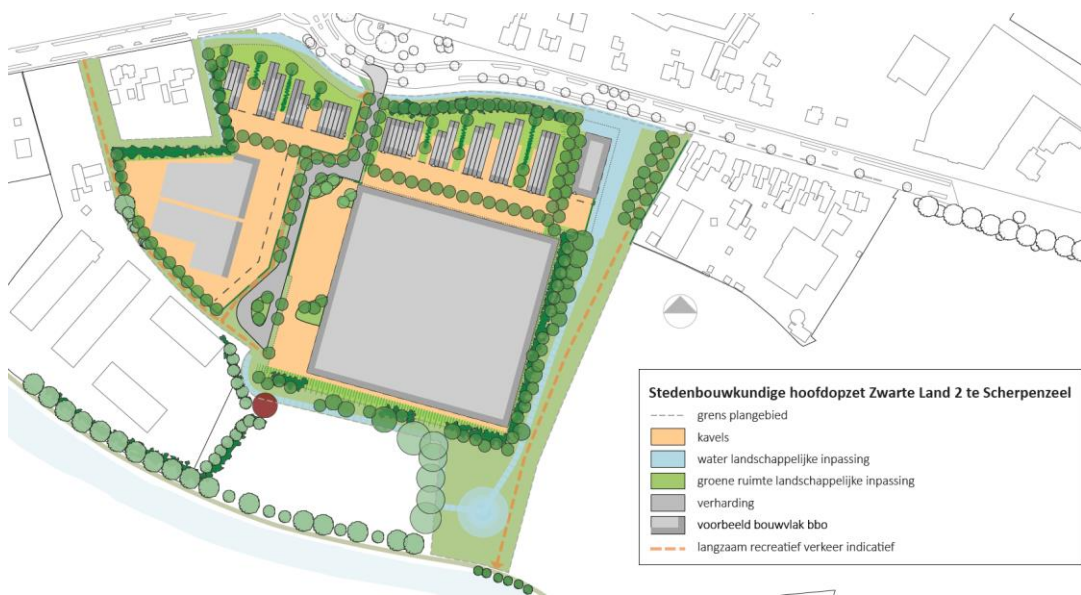 Stedenbouwkundige hoofdopzet Zwarte Land 2 te Scherpenzeel
grens plangebied
kavels
water landschappelijke inpassing
groene ruimte landschappelijke inpassing
verharding
voorbeeld bouwvlak bbo
langzaam recreatief verkeer indicatief